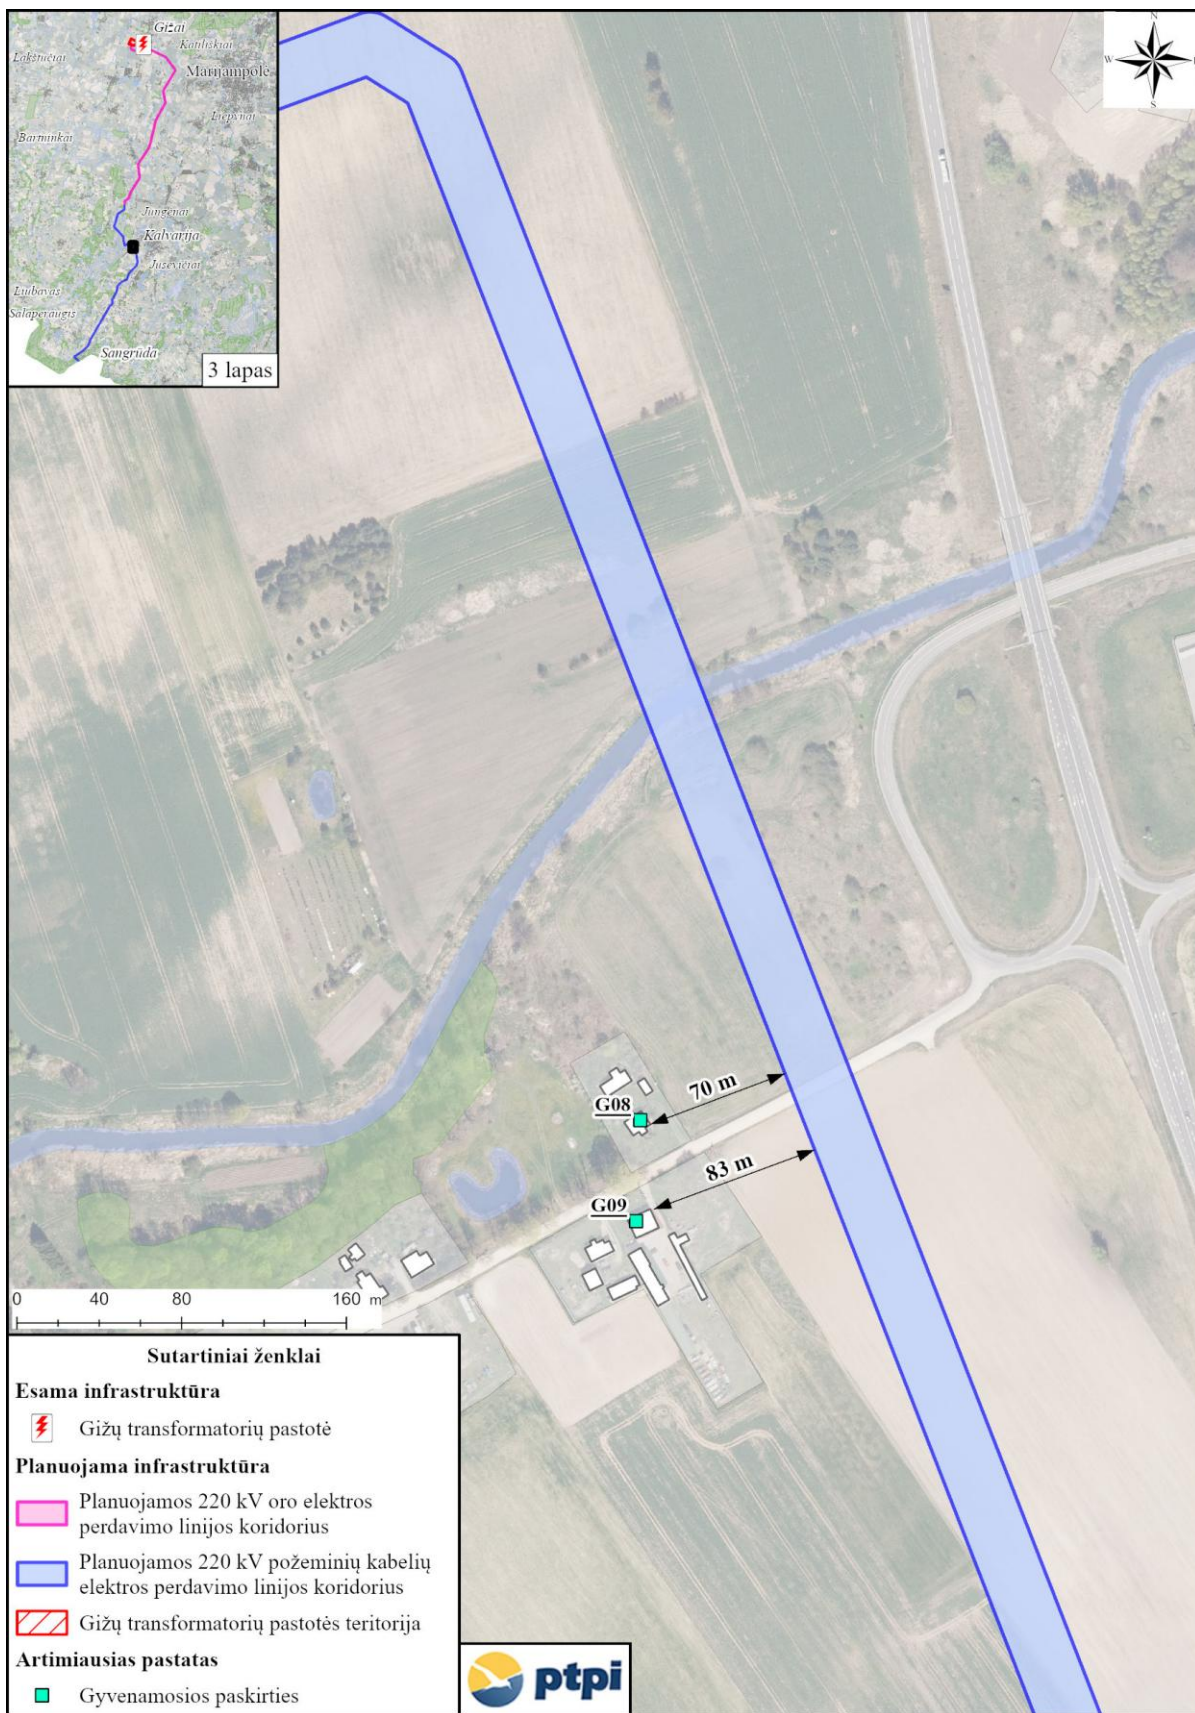 Gižai
Katiliškiai
Lakštučiai
Marijampolė
Liepynai
Bartninkai
Jungėnai
Kalvarija
Jusevičiai
Liubavas
Salaperaugis
Sangrūda
3 lapas
N
W
S
70 m
G08
83 m
G09
0 40 80 160 m
Sutartiniai ženklai
Esama infrastruktūra
Gižų transformatorių pastotė
Planuojama infrastruktūra
Planuojamos 220 kV oro elektros
perdavimo linijos koridorius
Planuojamos 220 kV požeminių kabelių
elektros perdavimo linijos koridorius
Gižų transformatorių pastotės teritorija
Artimiausias pastatas
Gyvenamosios paskirties
ptpi